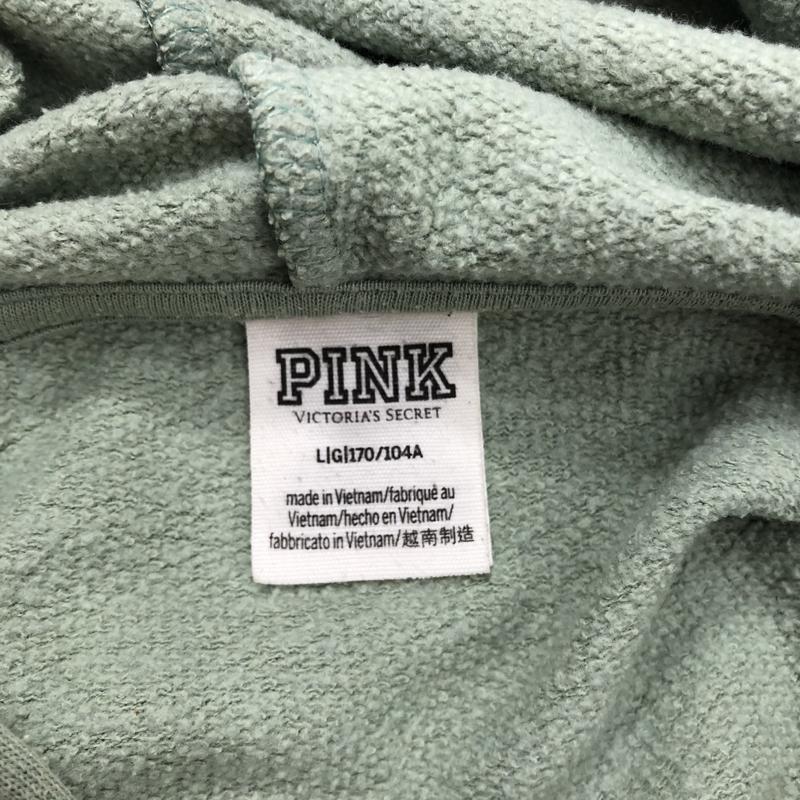 PINK
VICTORIA'S SECRET
L|G|170/104A
made in Vietnam/fabriqué au
Vietnam/hecho en Vietnam/
fabbricato in Vietnam/越南制造